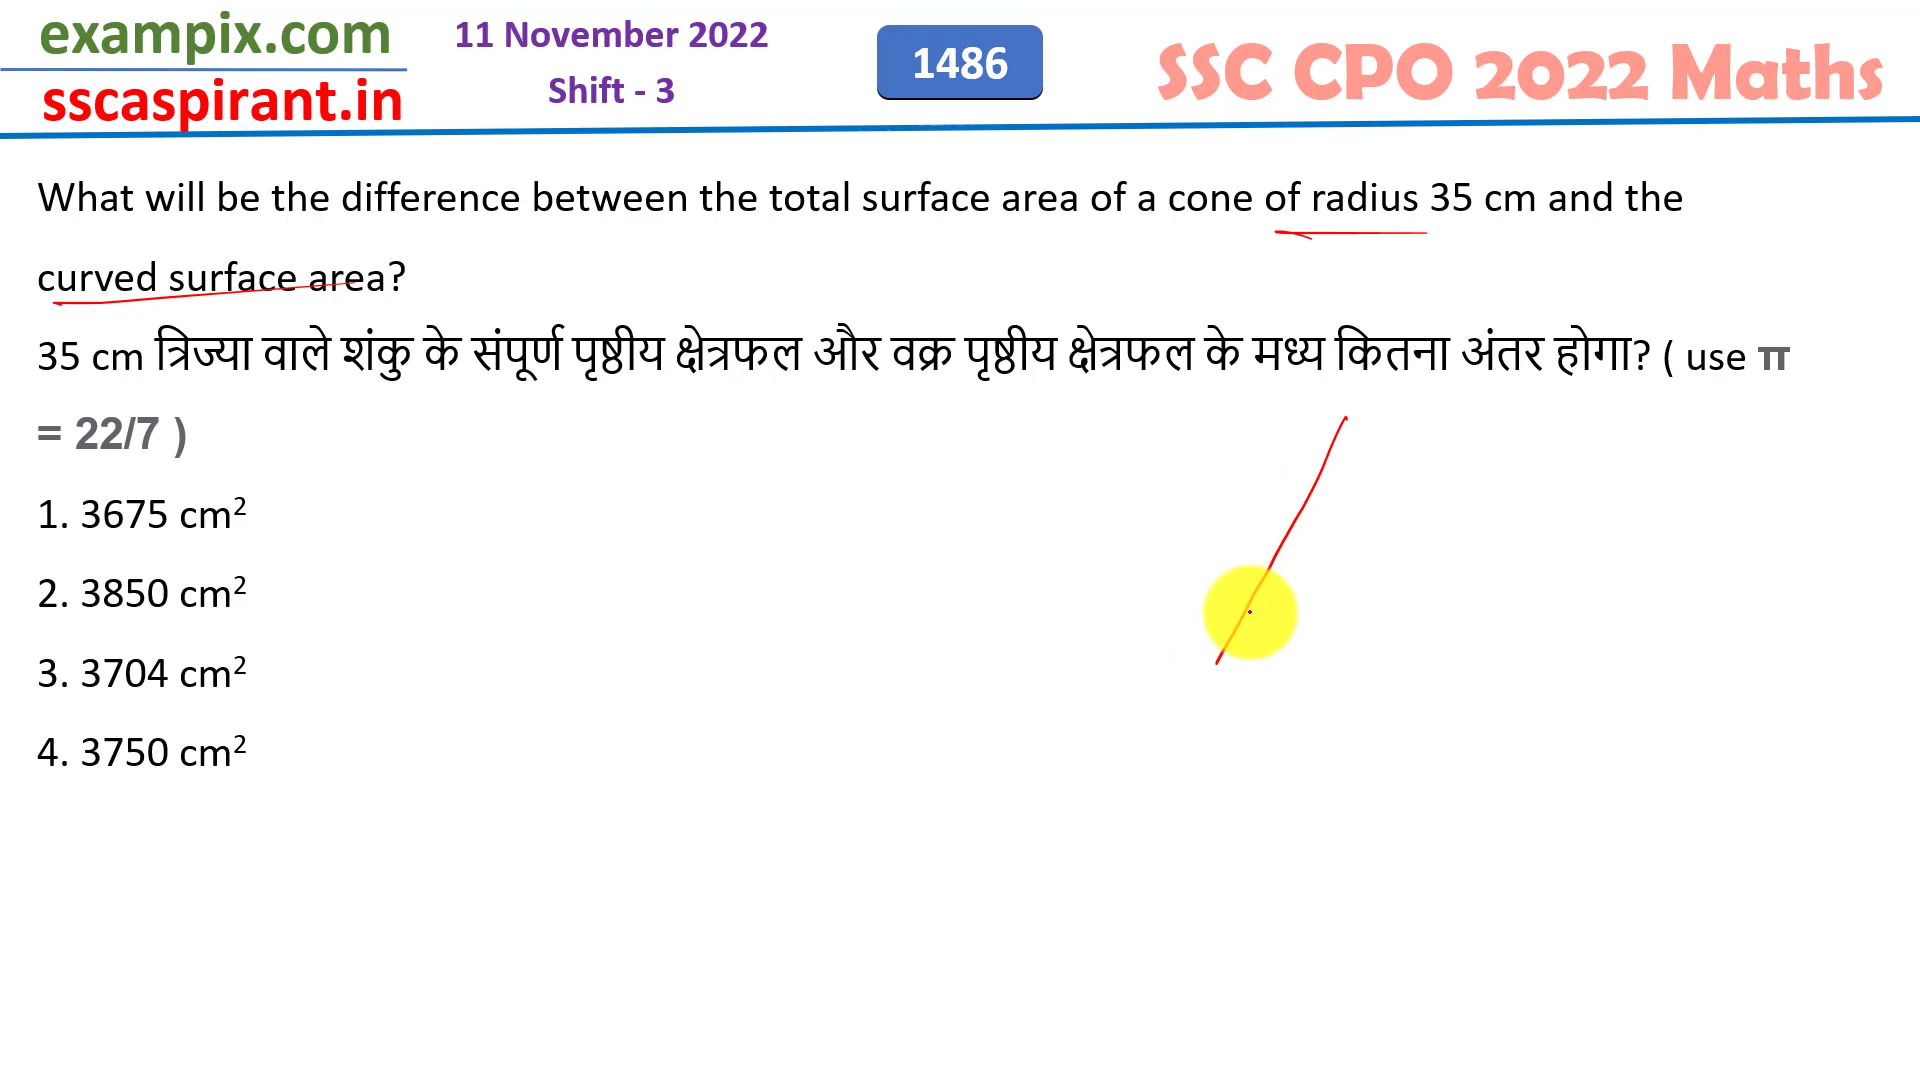 exampix.com
sscaspirant.in
11 November 2022
Shift - 3
1486
SSC CPO 2022 Maths
What will be the difference between the total surface area of a cone of radius 35 cm and the
curved surface area?
35 cm त्रिज्या वाले शंकु के संपूर्ण पृष्ठीय क्षेत्रफल और वक्र पृष्ठीय क्षेत्रफल के मध्य कितना अंतर होगा? ( use π
= 22/7 )
1. 3675 cm²
2. 3850 cm²
3. 3704 cm²
4. 3750 cm²